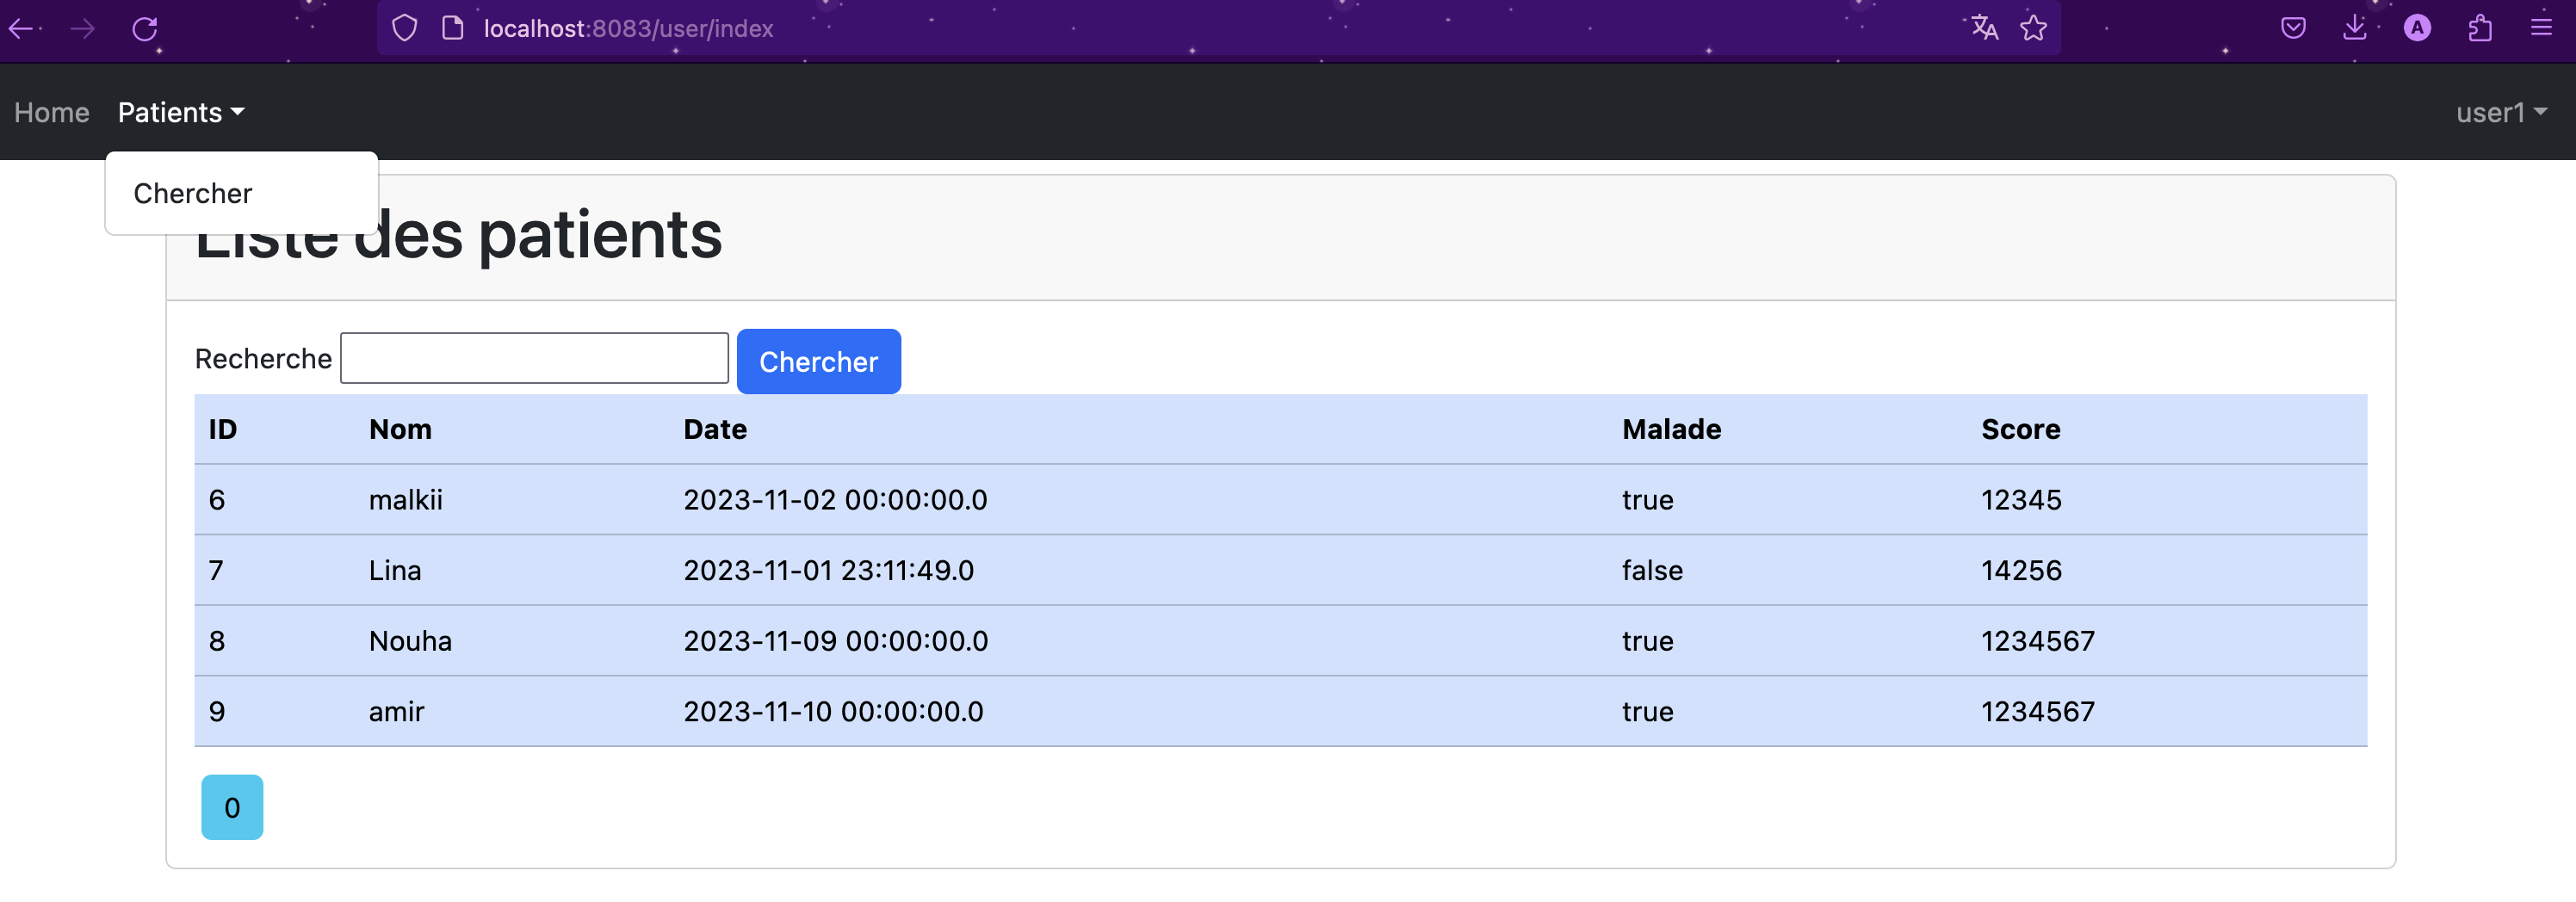 localhost:8083/user/index
A
Home Patients user1
Chercher
Liste des patients
Recherche Chercher
ID Nom Date Malade Score
6 malkii 2023-11-02 00:00:00.0 true 12345
7 Lina 2023-11-01 23:11:49.0 false 14256
8 Nouha 2023-11-09 00:00:00.0 true 1234567
9 amir 2023-11-10 00:00:00.0 true 1234567
0